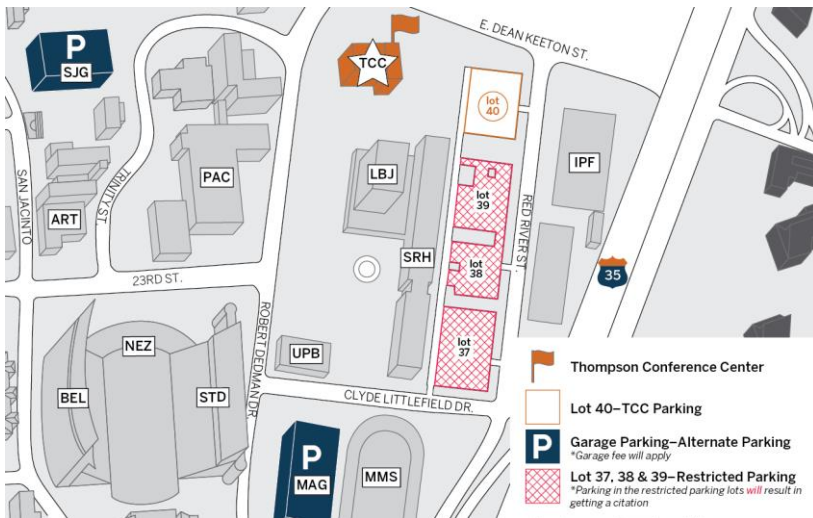 P
SJG
TCC
E. DEAN KEETON ST.
lot
40
SAN JACINTO
TRINITY ST.
ART
PAC
LBJ
IPF
lot
39
RED RIVER ST.
SRH
lot
38
35
23RD ST.
ROBERT DEDMAN DR.
NEZ
BEL
STD
UPB
lot
37
CLYDE LITTLEFIELD DR.
P
MAG
MMS
Thompson Conference Center
Lot 40–TCC Parking
P
Garage Parking–Alternate Parking
*Garage fee will apply
Lot 37, 38 & 39–Restricted Parking
*Parking in the restricted parking lots will result in
getting a citation